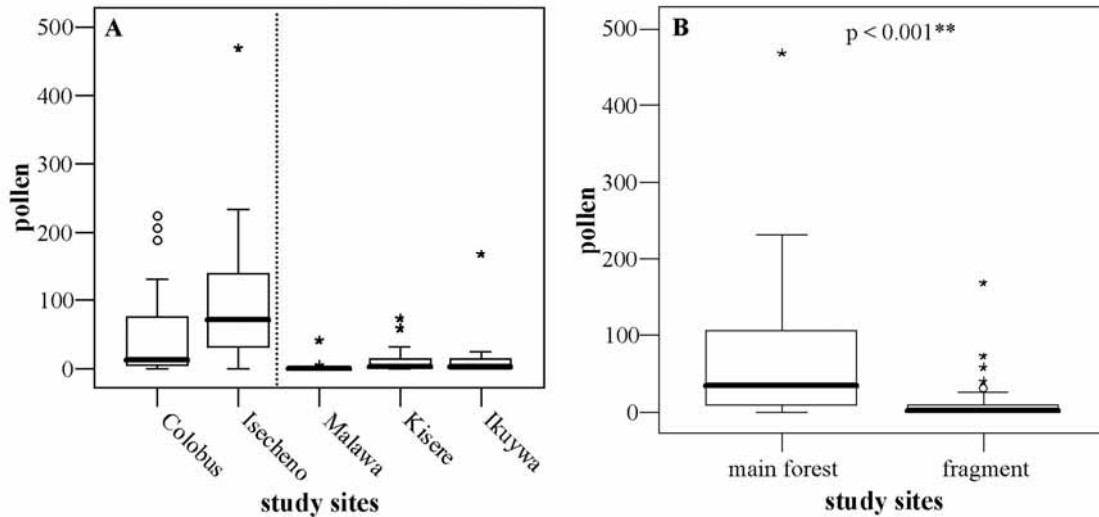 A
500
400
300
200
100
0
pollen
Colobus
Isecheno
Malawa
Kisere
Ikuywa
study sites
B
p < 0.001**
500
400
300
200
100
0
pollen
main forest
fragment
study sites